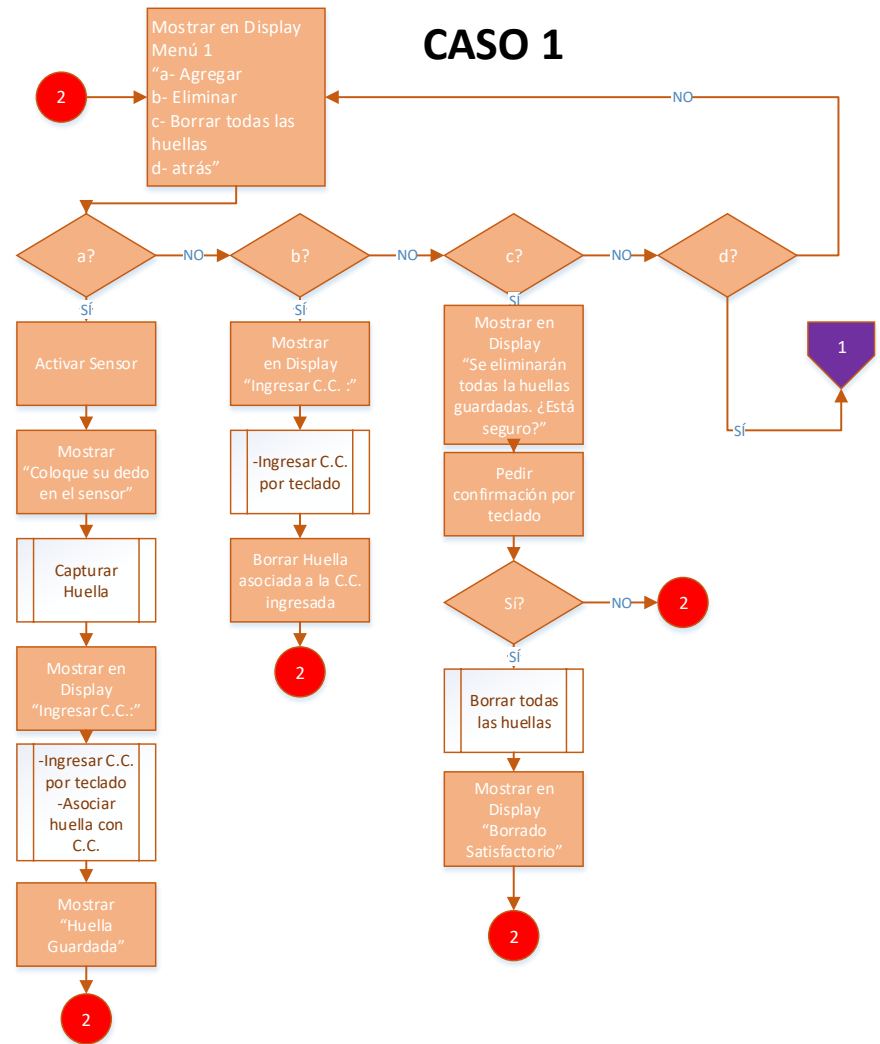 CASO 1
Mostrar en Display
Menú 1
“a- Agregar
b- Eliminar
c- Borrar todas las
huellas
d- atrás”
2
NO
a?
NO
b?
NO
c?
NO
d?
SÍ
SÍ
SÍ
SÍ
1
Activar Sensor
Mostrar
“Coloque su dedo
en el sensor”
Capturar
Huella
Mostrar en
Display
“Ingresar C.C.:”
-Ingresar C.C.
por teclado
-Asociar
huella con
C.C.
Mostrar
“Huella
Guardada”
2
Mostrar
en Display
“Ingresar C.C. :”
-Ingresar C.C.
por teclado
Borrar Huella
asociada a la C.C.
ingresada
2
Mostrar en
Display
“Se eliminarán
todas la huellas
guardadas. ¿Está
seguro?”
Pedir
confirmación por
teclado
Sí?
NO
2
SÍ
Borrar todas
las huellas
Mostrar en
Display
“Borrado
Satisfactorio”
2